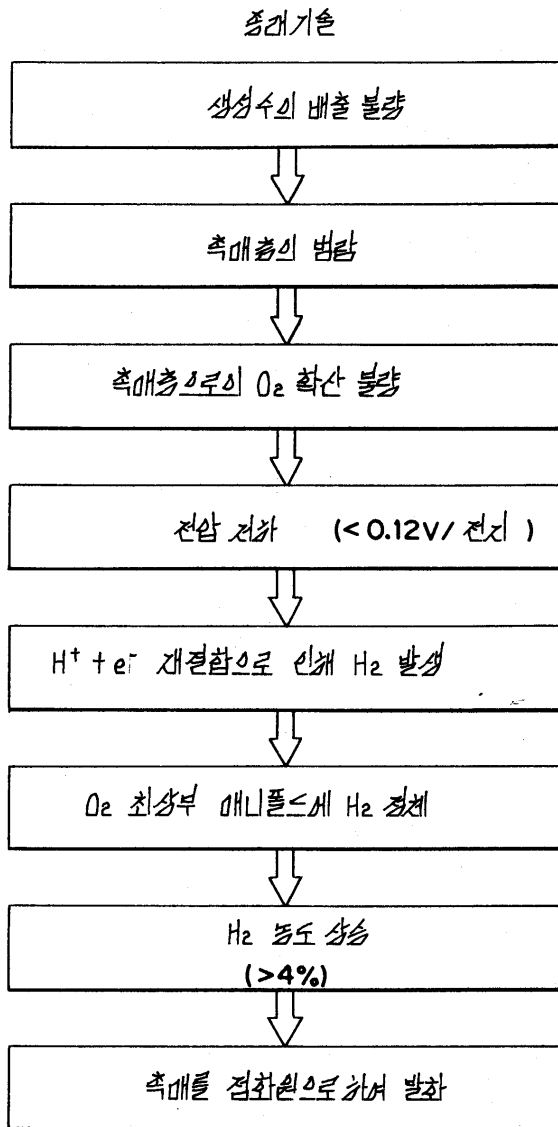 종래기술
생성수의 배출 불량
촉매층의 범람
촉매층으로의 O₂ 확산 불량
전압 저하 (<0.12V/ 전지 )
H⁺ + e⁻ 재결합으로 인해 H₂ 발생
O₂ 최상부 매니폴드에 H₂ 정체
H₂ 농도 상승
(>4%)
촉매를 점화원으로하여 발화